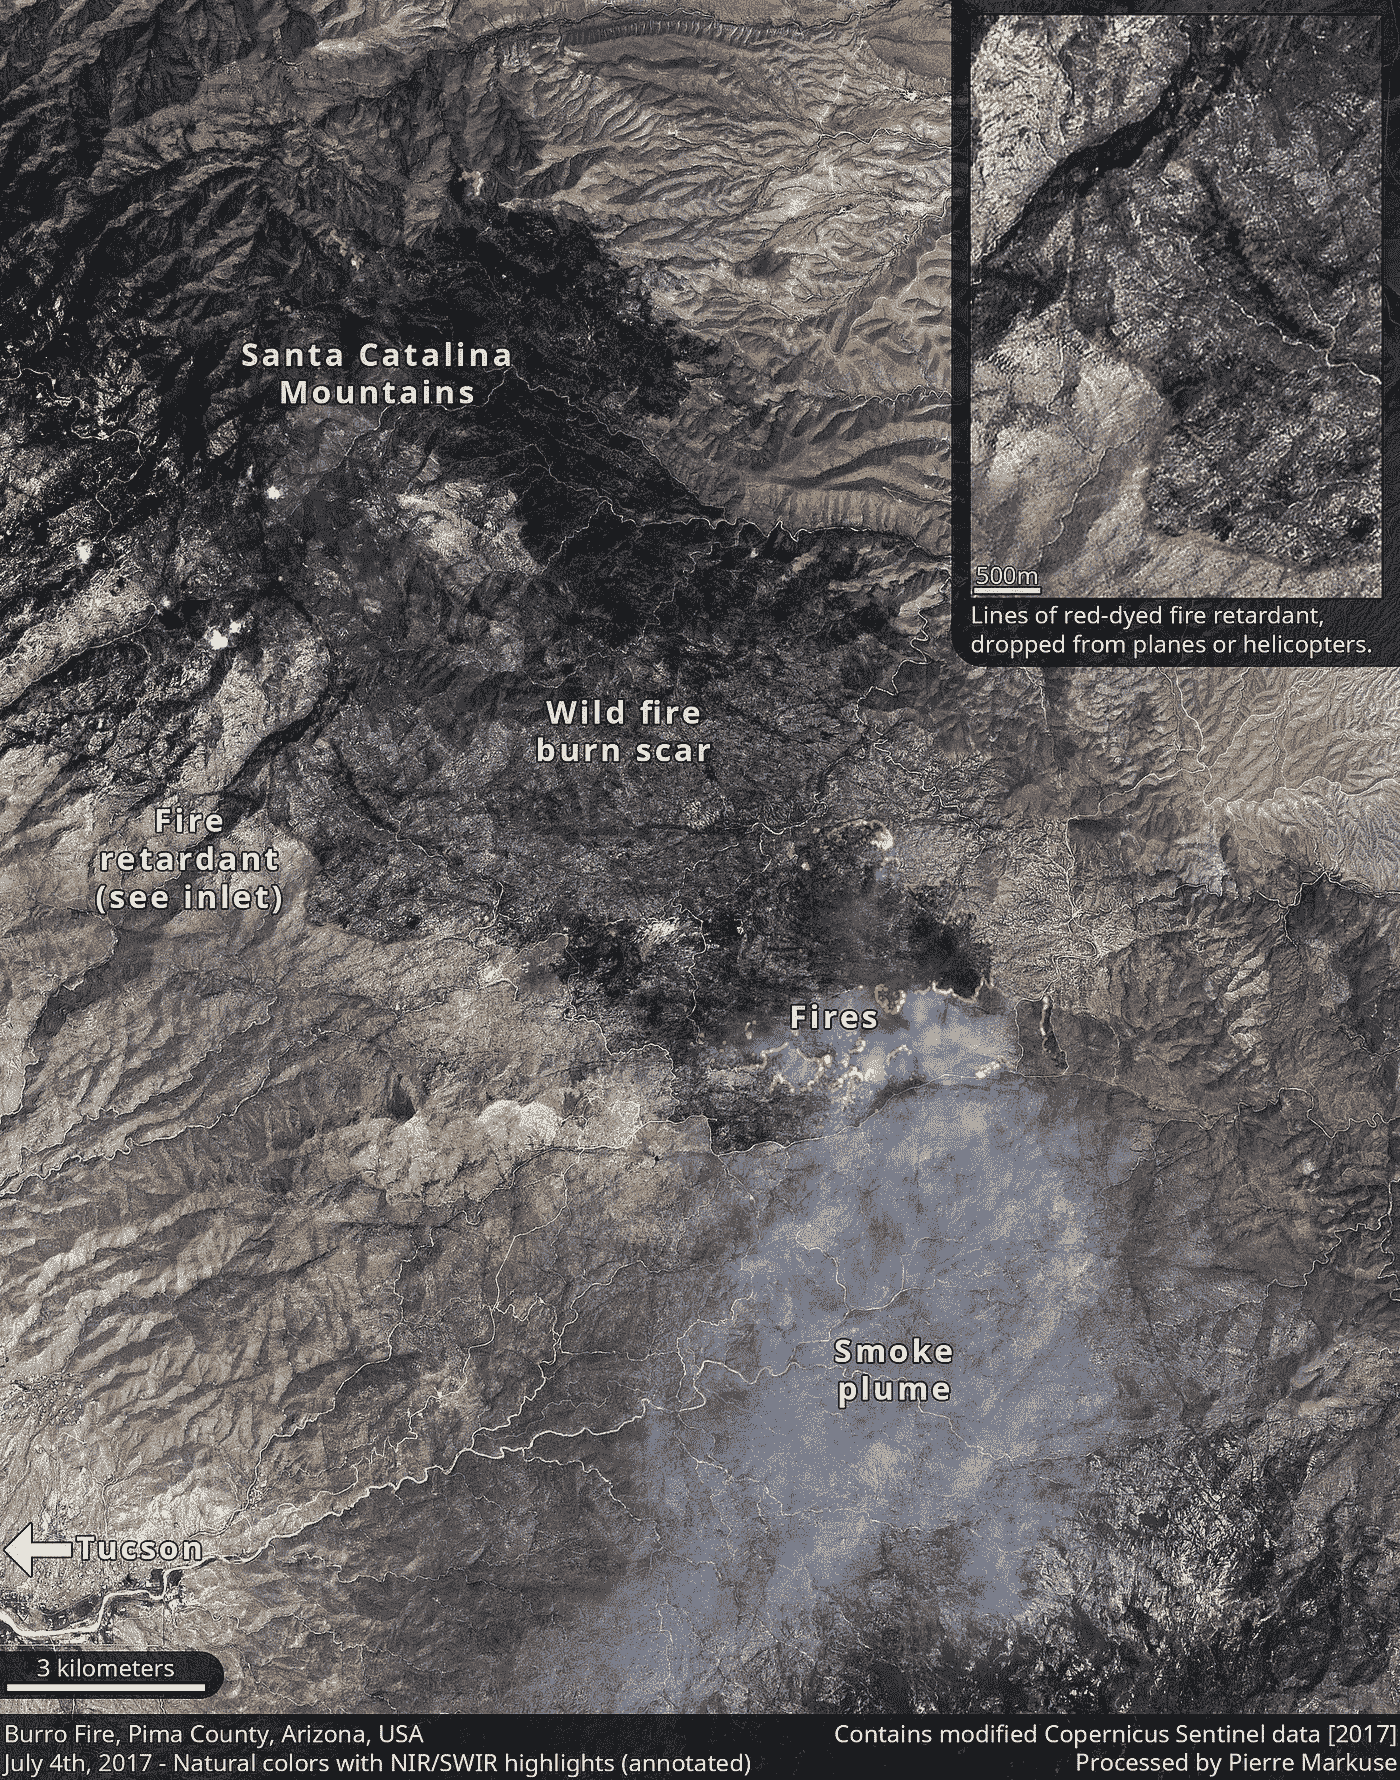 500m
Lines of red-dyed fire retardant,
dropped from planes or helicopters.
Santa Catalina
Mountains
Wild fire
burn scar
Fire
retardant
(see inlet)
Fires
Smoke
plume
Tucson
3 kilometers
Burro Fire, Pima County, Arizona, USA
July 4th, 2017 - Natural colors with NIR/SWIR highlights (annotated)
Contains modified Copernicus Sentinel data [2017]
Processed by Pierre Markuse